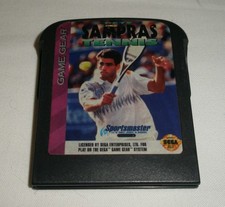 SAMPRAS
TENNIS
GAME GEAR
Sportsmaster
LICENSED BY SEGA ENTERPRISES, LTD. FOR
PLAY ON THE SEGA™ GAME GEAR™ SYSTEM
SEGA